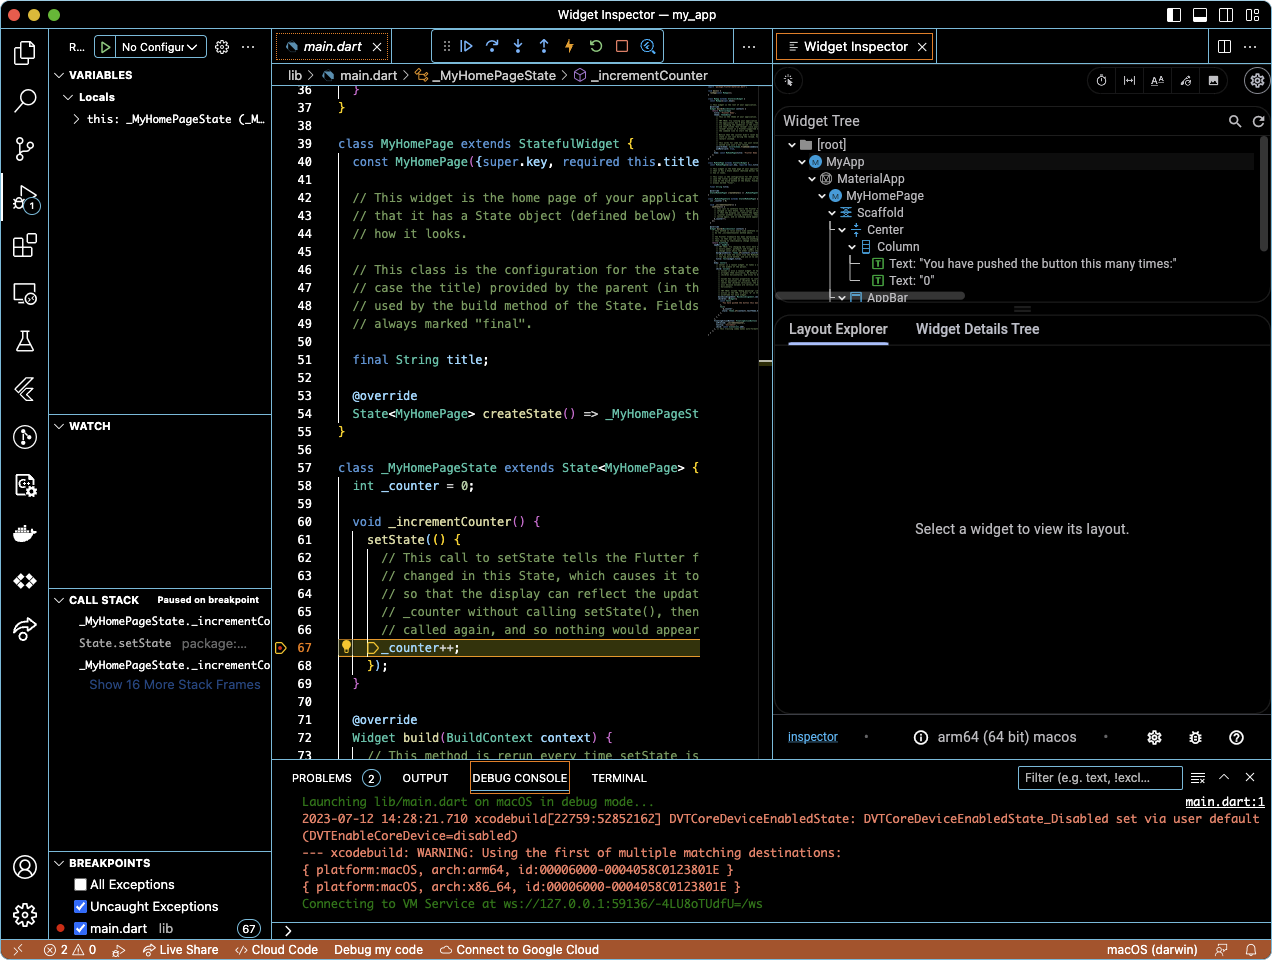 Widget Inspector — my_app
R... No Configur
VARIABLES
Locals
this: _MyHomePageState (_M...
WATCH
CALL STACK Paused on breakpoint
_MyHomePageState._incrementCo
State.setState package:...
_MyHomePageState._incrementCo
Show 16 More Stack Frames
BREAKPOINTS
All Exceptions
Uncaught Exceptions
main.dart lib 67
1
main.dart
lib > main.dart > _MyHomePageState > _incrementCounter
36 }
37 }
38
39 class MyHomePage extends StatefulWidget {
40 const MyHomePage({super.key, required this.title
41
42 // This widget is the home page of your applicat
43 // that it has a State object (defined below) th
44 // how it looks.
45
46 // This class is the configuration for the state
47 // case the title) provided by the parent (in th
48 // used by the build method of the State. Fields
49 // always marked "final".
50
51 final String title;
52
53 @override
54 State<MyHomePage> createState() => _MyHomePageSt
55 }
56
57 class _MyHomePageState extends State<MyHomePage> {
58 int _counter = 0;
59
60 void _incrementCounter() {
61 setState(() {
62 // This call to setState tells the Flutter f
63 // changed in this State, which causes it to
64 // so that the display can reflect the updat
65 // _counter without calling setState(), then
66 // called again, and so nothing would appear
67 _counter++;
68 });
69 }
70
71 @override
72 Widget build(BuildContext context) {
73 // This method is rerun every time setState is
Widget Inspector
Widget Tree
[root]
MyApp
MaterialApp
MyHomePage
Scaffold
Center
Column
Text: "You have pushed the button this many times:"
Text: "0"
AppBar
Layout Explorer Widget Details Tree
Select a widget to view its layout.
inspector • arm64 (64 bit) macos •
PROBLEMS 2 OUTPUT DEBUG CONSOLE TERMINAL Filter (e.g. text, !excl...
Launching lib/main.dart on macOS in debug mode... main.dart:1
2023-07-12 14:28:21.710 xcodebuild[22759:52852162] DVTCoreDeviceEnabledState: DVTCoreDeviceEnabledState_Disabled set via user default
(DVTEnableCoreDevice=disabled)
--- xcodebuild: WARNING: Using the first of multiple matching destinations:
{ platform:macOS, arch:arm64, id:00006000-0004058C0123801E }
{ platform:macOS, arch:x86_64, id:00006000-0004058C0123801E }
Connecting to VM Service at ws://127.0.0.1:59136/-4LU8oTUdfU=/ws
2 0 Live Share Cloud Code Debug my code Connect to Google Cloud macOS (darwin)